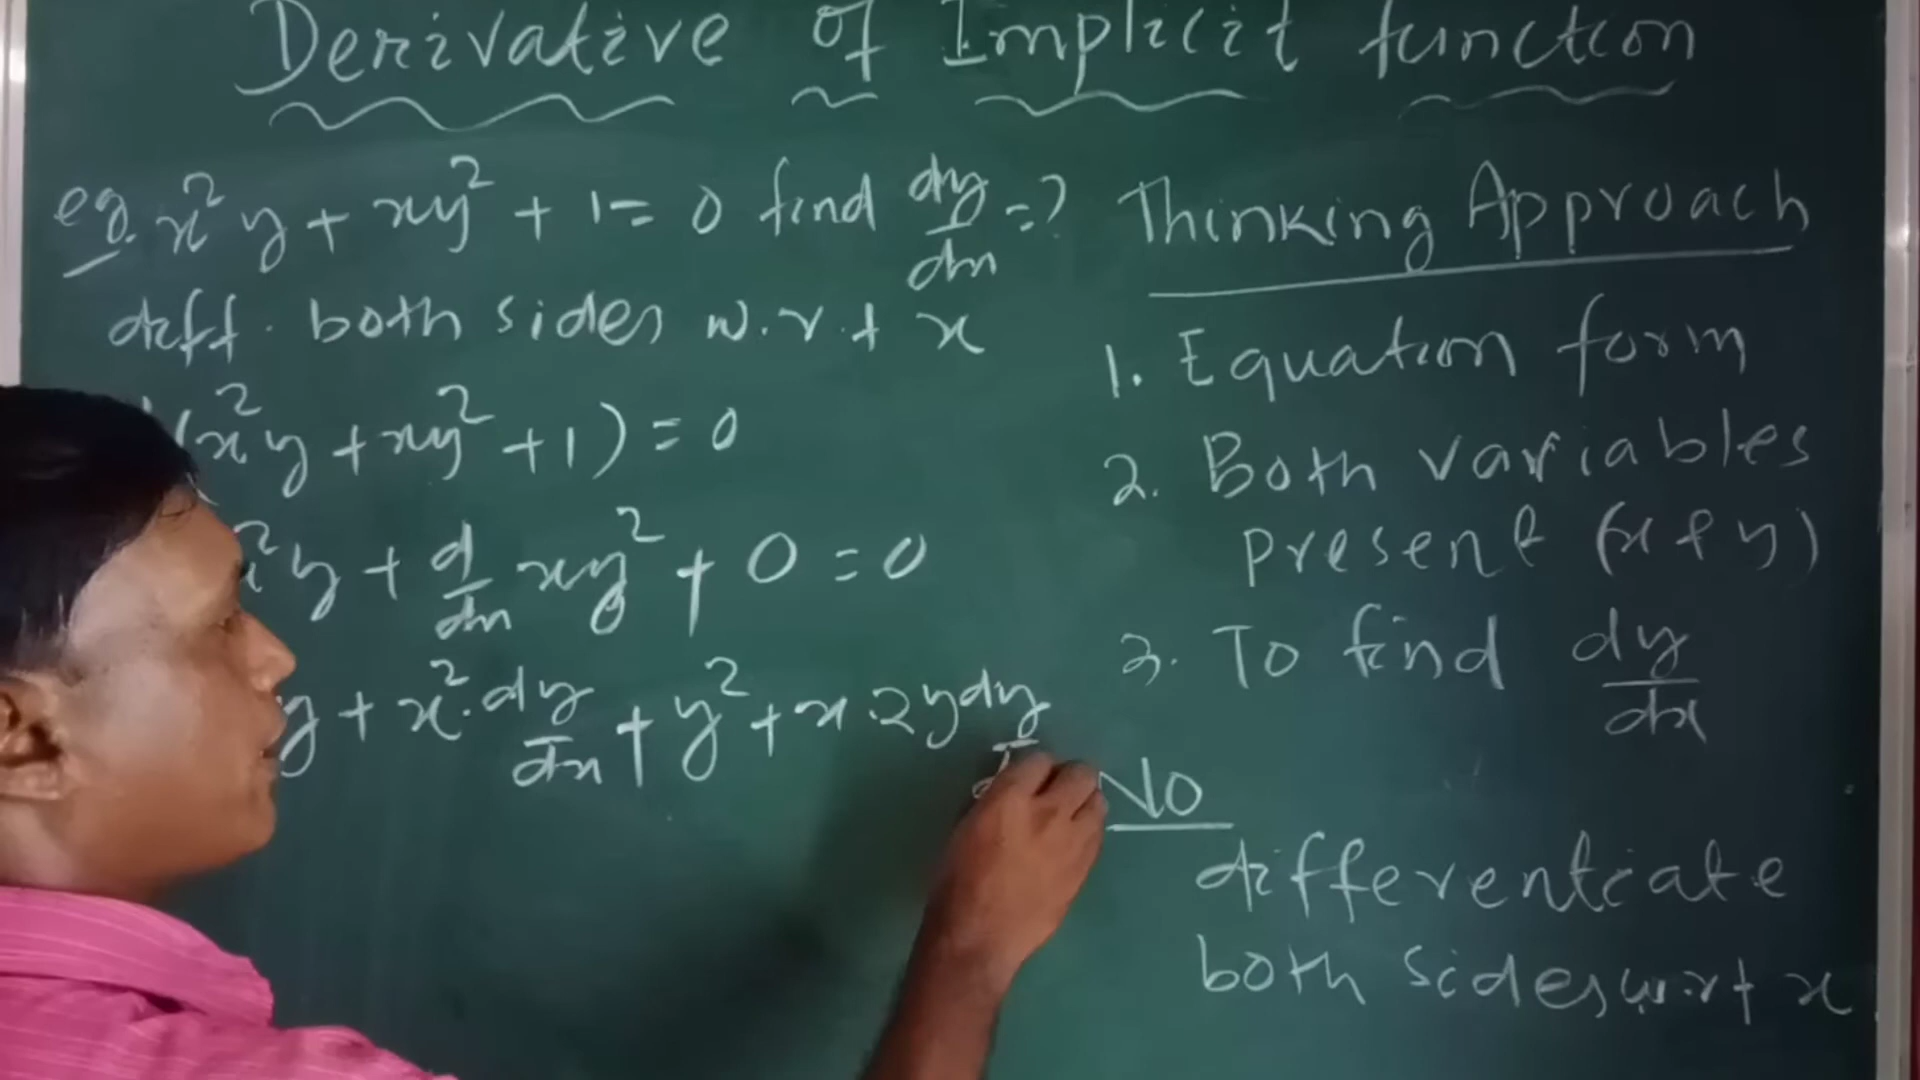 Derivative of Implicit function
eg. x²y + xy² + 1 = 0 find dy/dx = ?
diff. both sides w.r.t x
(x²y + xy² + 1) = 0
²y + d/dx xy² + 0 = 0
y + x². dy/dx + y² + x . 2y dy/
Thinking Approach
1. Equation form
2. Both variables
present (x & y)
3. To find dy/dx
No
differentiate
both sides w.r.t x